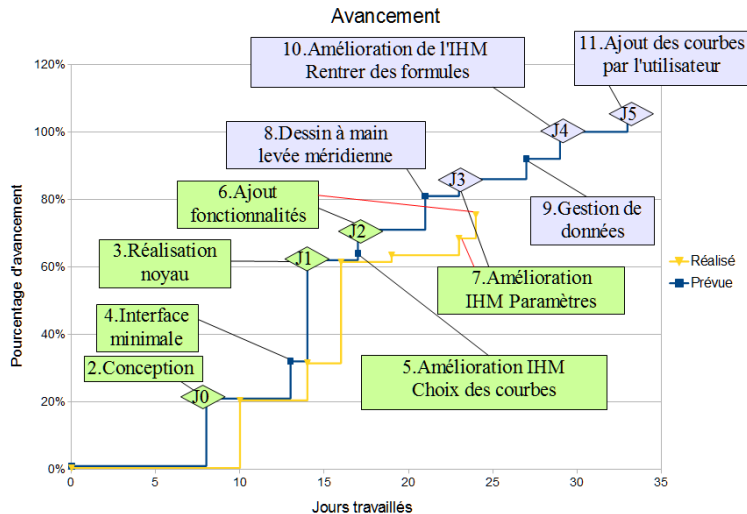 Avancement
10.Amélioration de l'IHM
Rentrer des formules
11.Ajout des courbes
par l'utilisateur
120%
100%
80%
60%
40%
20%
0%
Pourcentage d'avancement
8.Dessin à main
levée méridienne
6.Ajout
fonctionnalités
3.Réalisation
noyau
4.Interface
minimale
2.Conception
J0
J1
J2
J3
J4
J5
9.Gestion de
données
7.Amélioration
IHM Paramètres
5.Amélioration IHM
Choix des courbes
Réalisé
Prévue
0
5
10
15
20
25
30
35
Jours travaillés